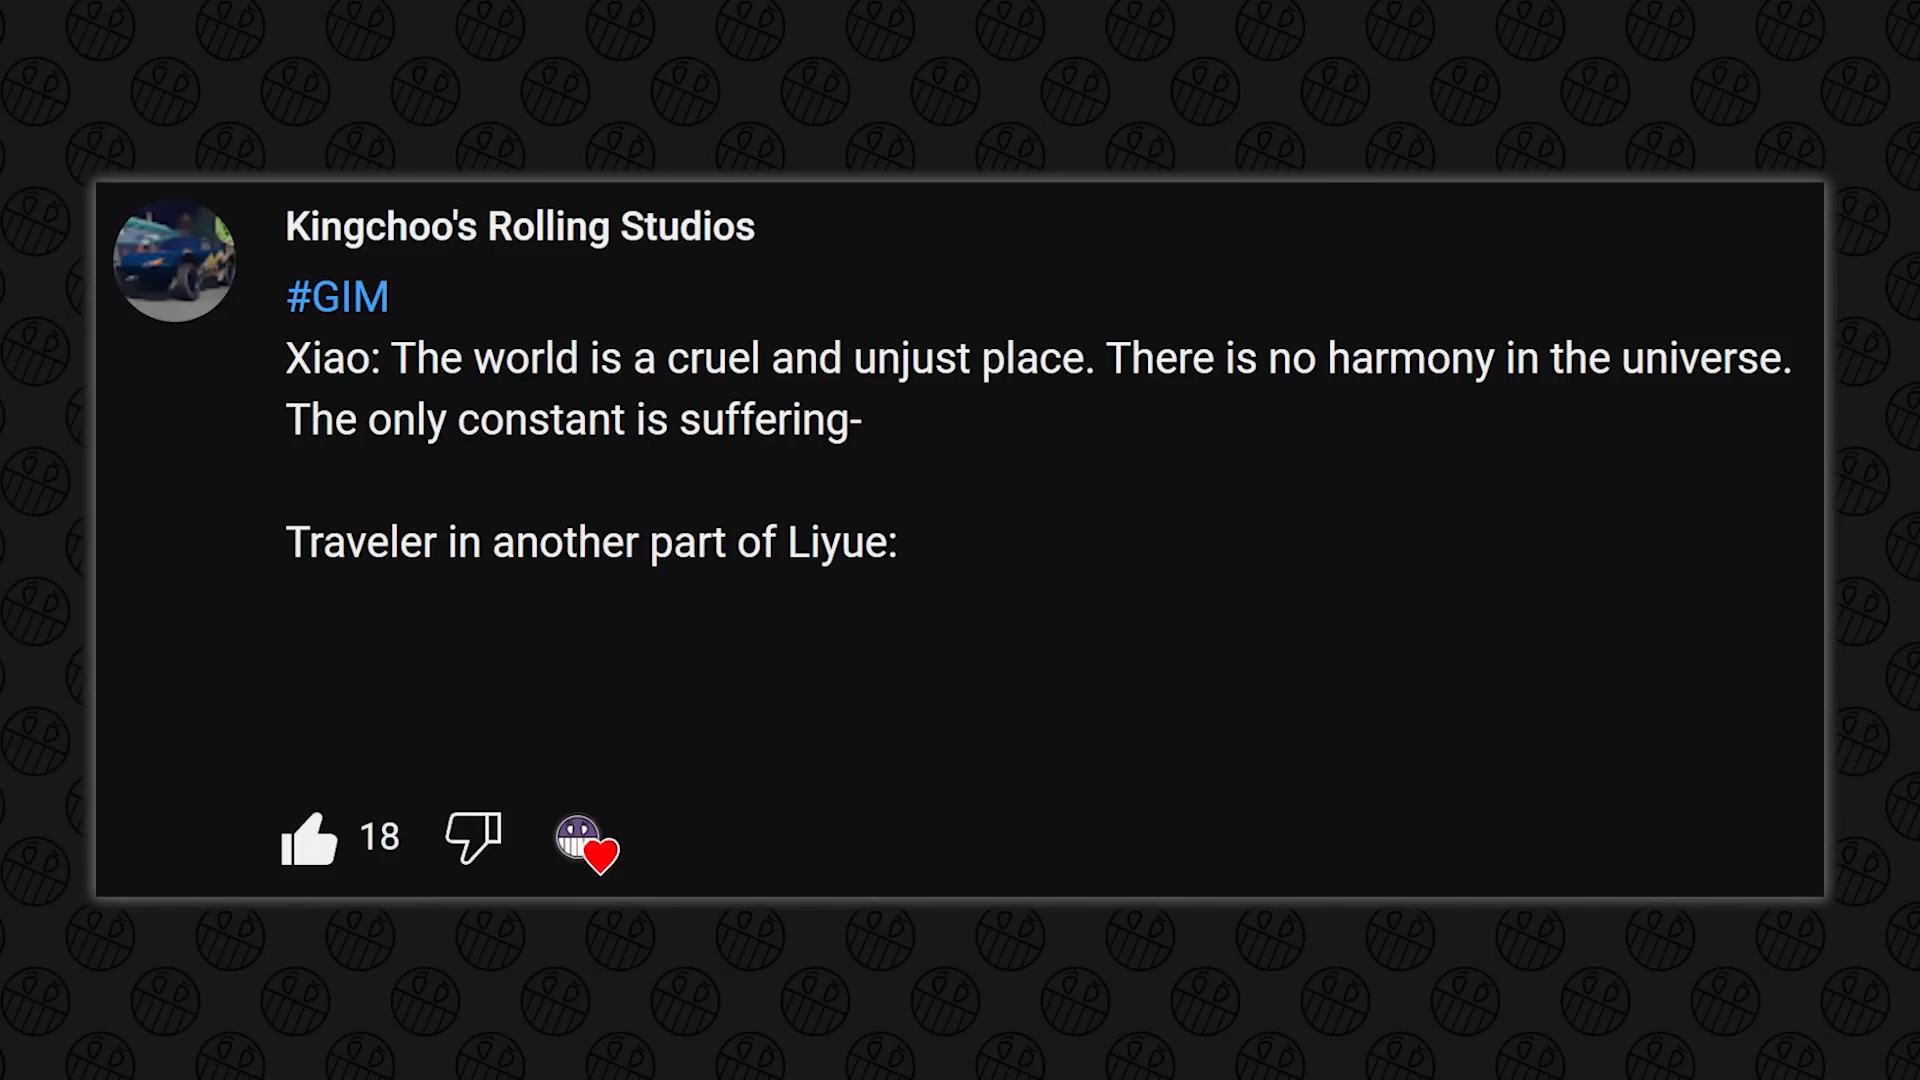 Kingchoo's Rolling Studios
#GIM
Xiao: The world is a cruel and unjust place. There is no harmony in the universe.
The only constant is suffering-
Traveler in another part of Liyue:
18